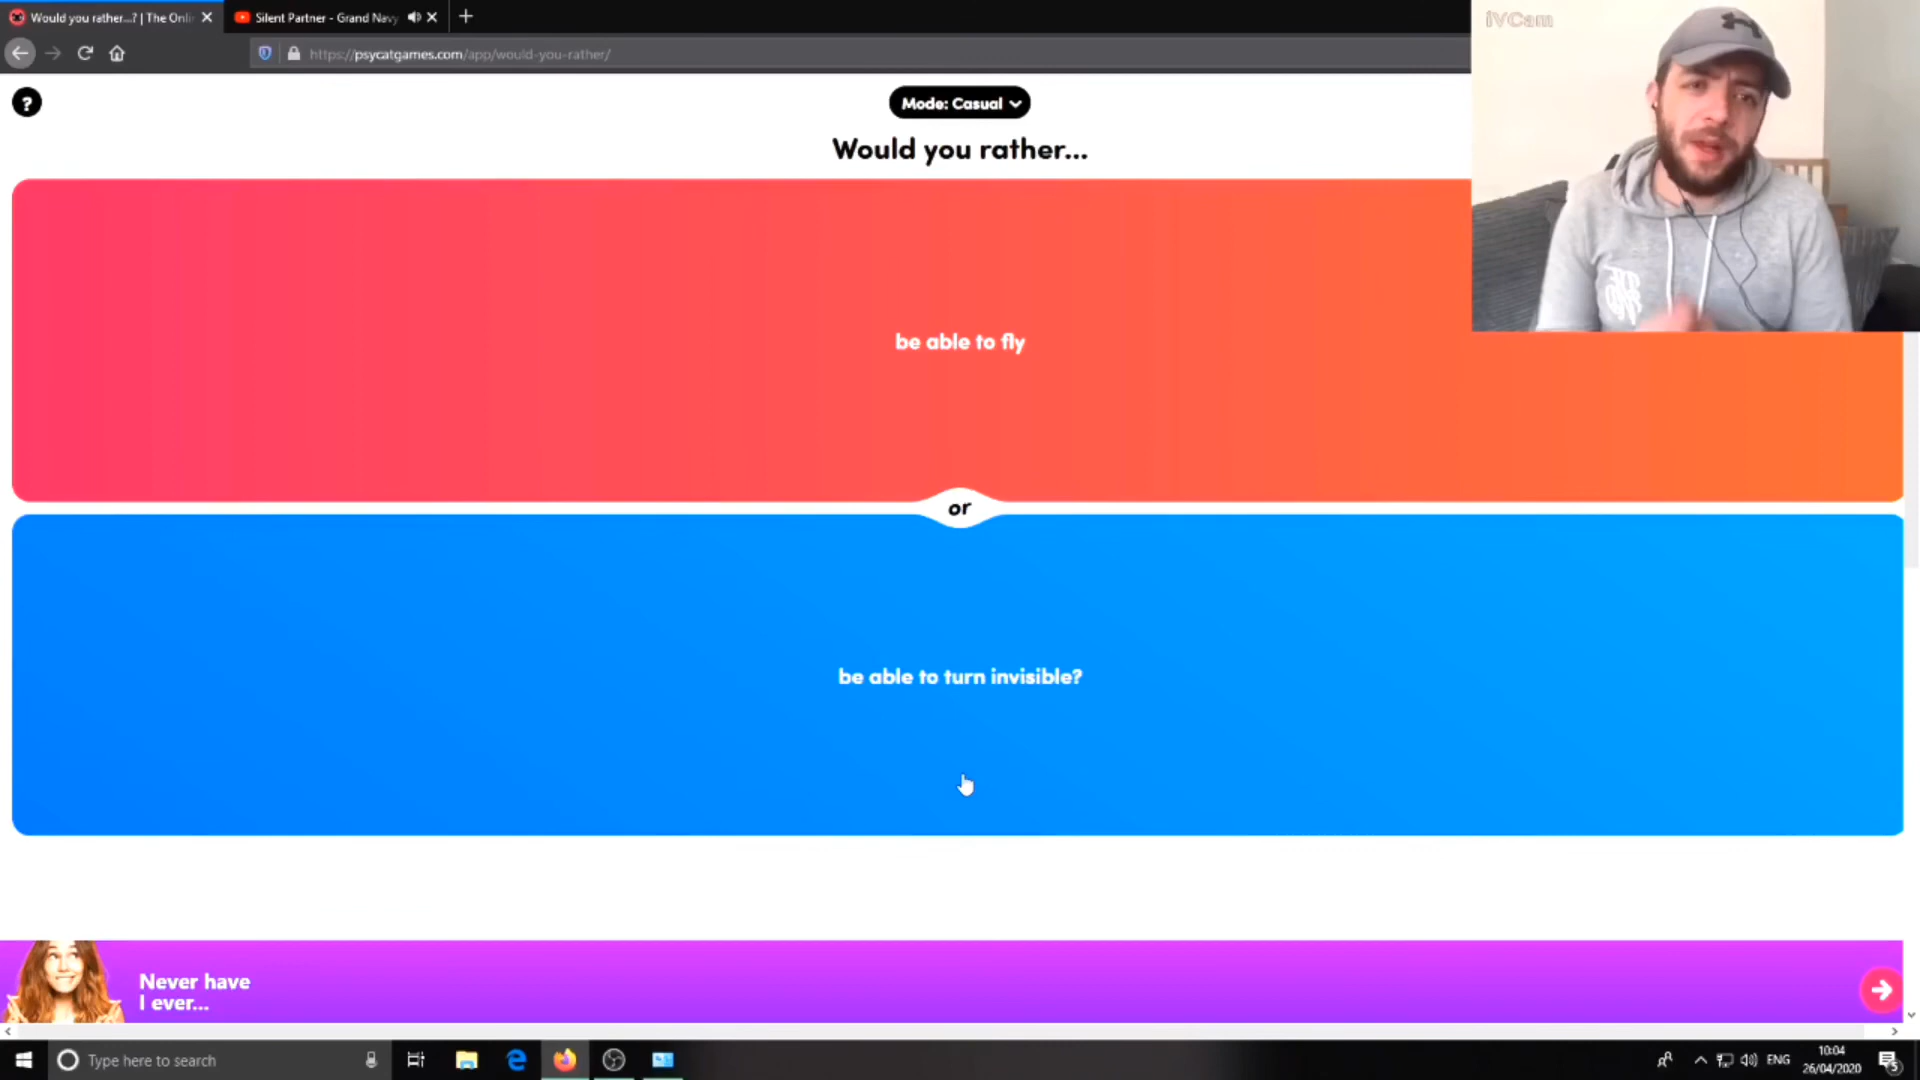 Would you rather...? | The Onli
Silent Partner - Grand Navy
https://psycatgames.com/app/would-you-rather/
iVCam
?
Mode: Casual
Would you rather...
be able to fly
or
be able to turn invisible?
Never have
I ever...
Type here to search
ENG
10:04
26/04/2020
5